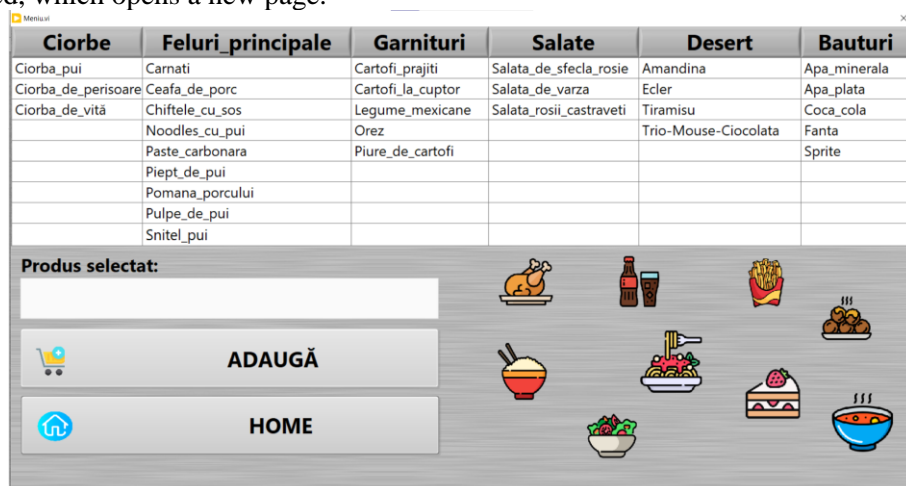 ed, which opens a new page.
Meniu.vi
Ciorbe Feluri_principale Garnituri Salate Desert Bauturi
Ciorba_pui Carnati Cartofi_prajiti Salata_de_sfecla_rosie Amandina Apa_minerala
Ciorba_de_perisoare Ceafa_de_porc Cartofi_la_cuptor Salata_de_varza Ecler Apa_plata
Ciorba_de_vită Chiftele_cu_sos Legume_mexicane Salata_rosii_castraveti Tiramisu Coca_cola
Noodles_cu_pui Orez Trio-Mouse-Ciocolata Fanta
Paste_carbonara Piure_de_cartofi Sprite
Piept_de_pui
Pomana_porcului
Pulpe_de_pui
Snitel_pui
Produs selectat:
ADAUGĂ
HOME